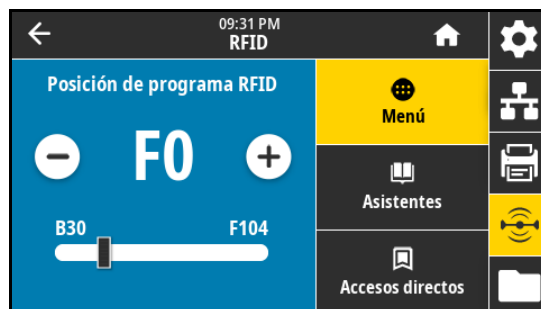 09:31 PM
RFID
Posición de programa RFID
F0
B30 F104
Menú
Asistentes
Accesos directos